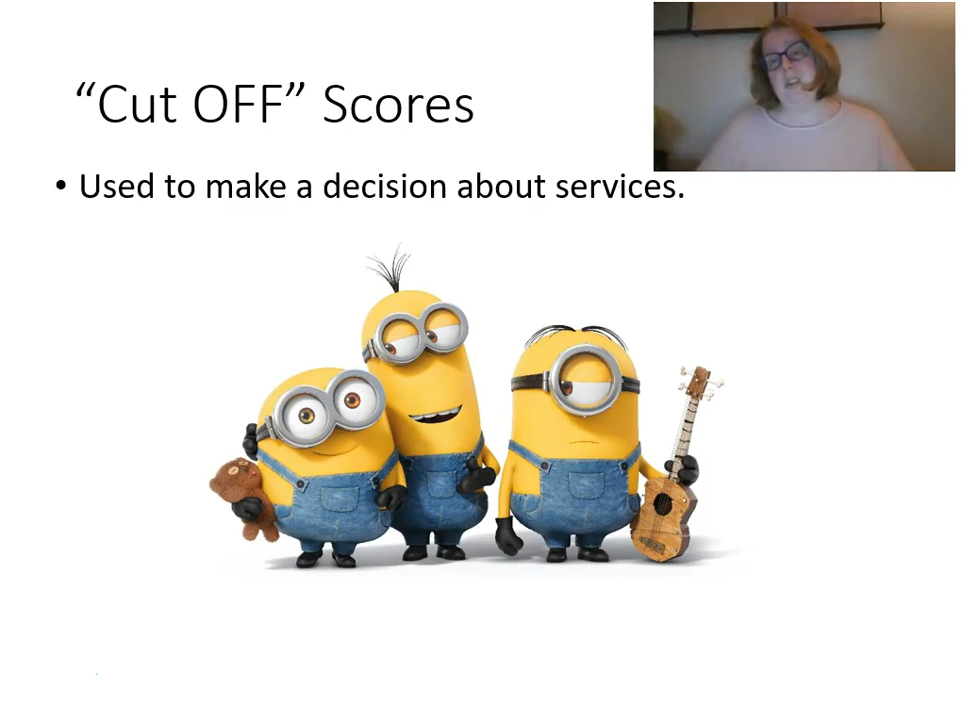 “Cut OFF” Scores
• Used to make a decision about services.